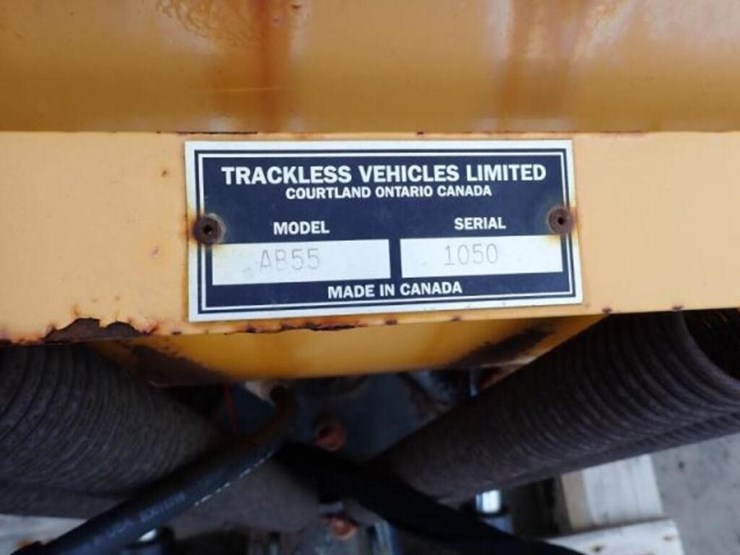 TRACKLESS VEHICLES LIMITED
COURTLAND ONTARIO CANADA
MODEL SERIAL
AB55 1050
MADE IN CANADA